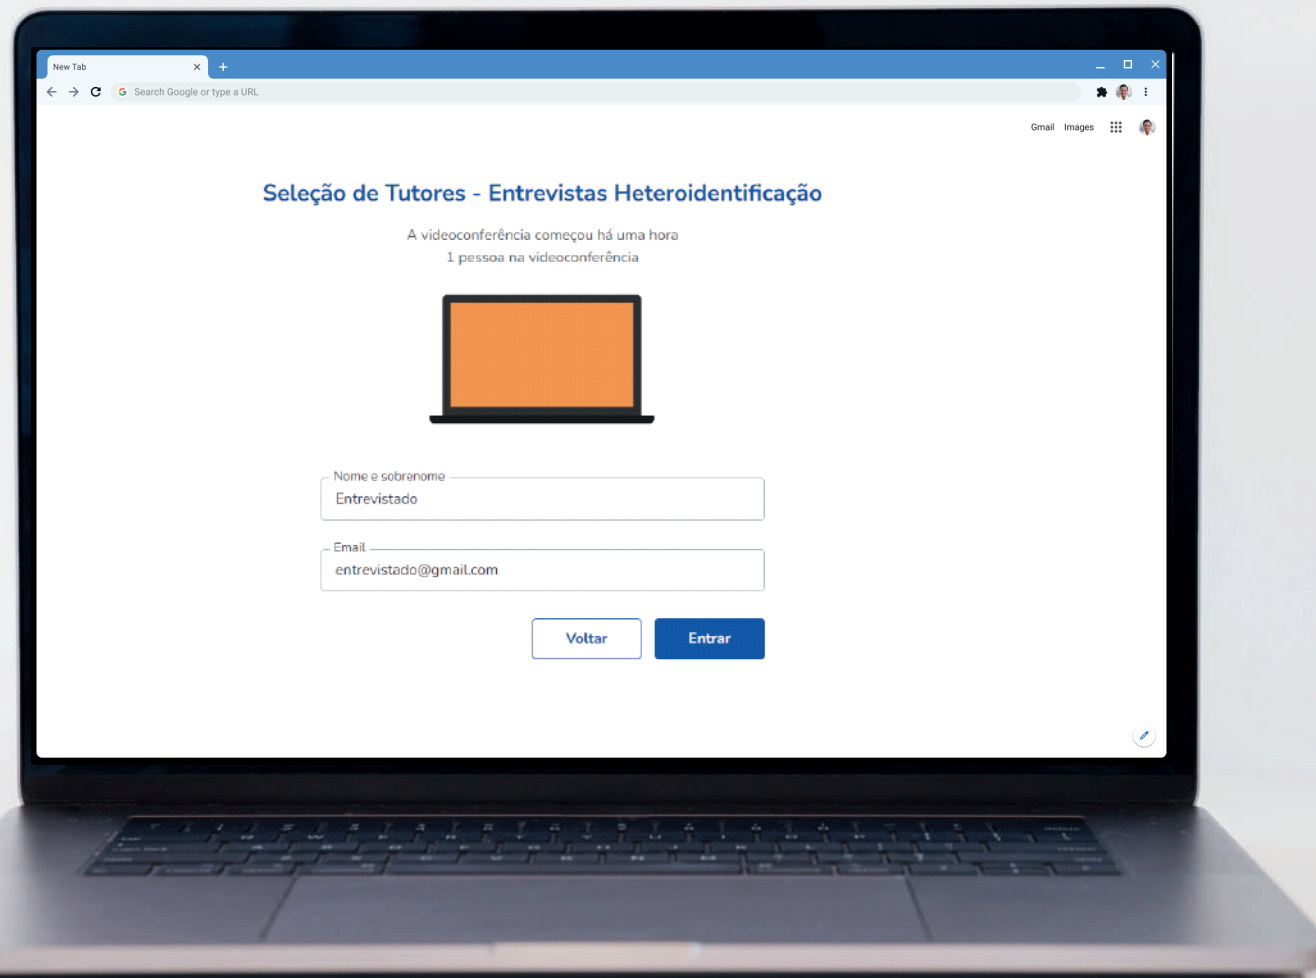 New Tab
Search Google or type a URL
Gmail Images
Seleção de Tutores - Entrevistas Heteroidentificação
A videoconferência começou há uma hora
1 pessoa na videoconferência
Nome e sobrenome
Entrevistado
Email
entrevistado@gmail.com
Voltar Entrar